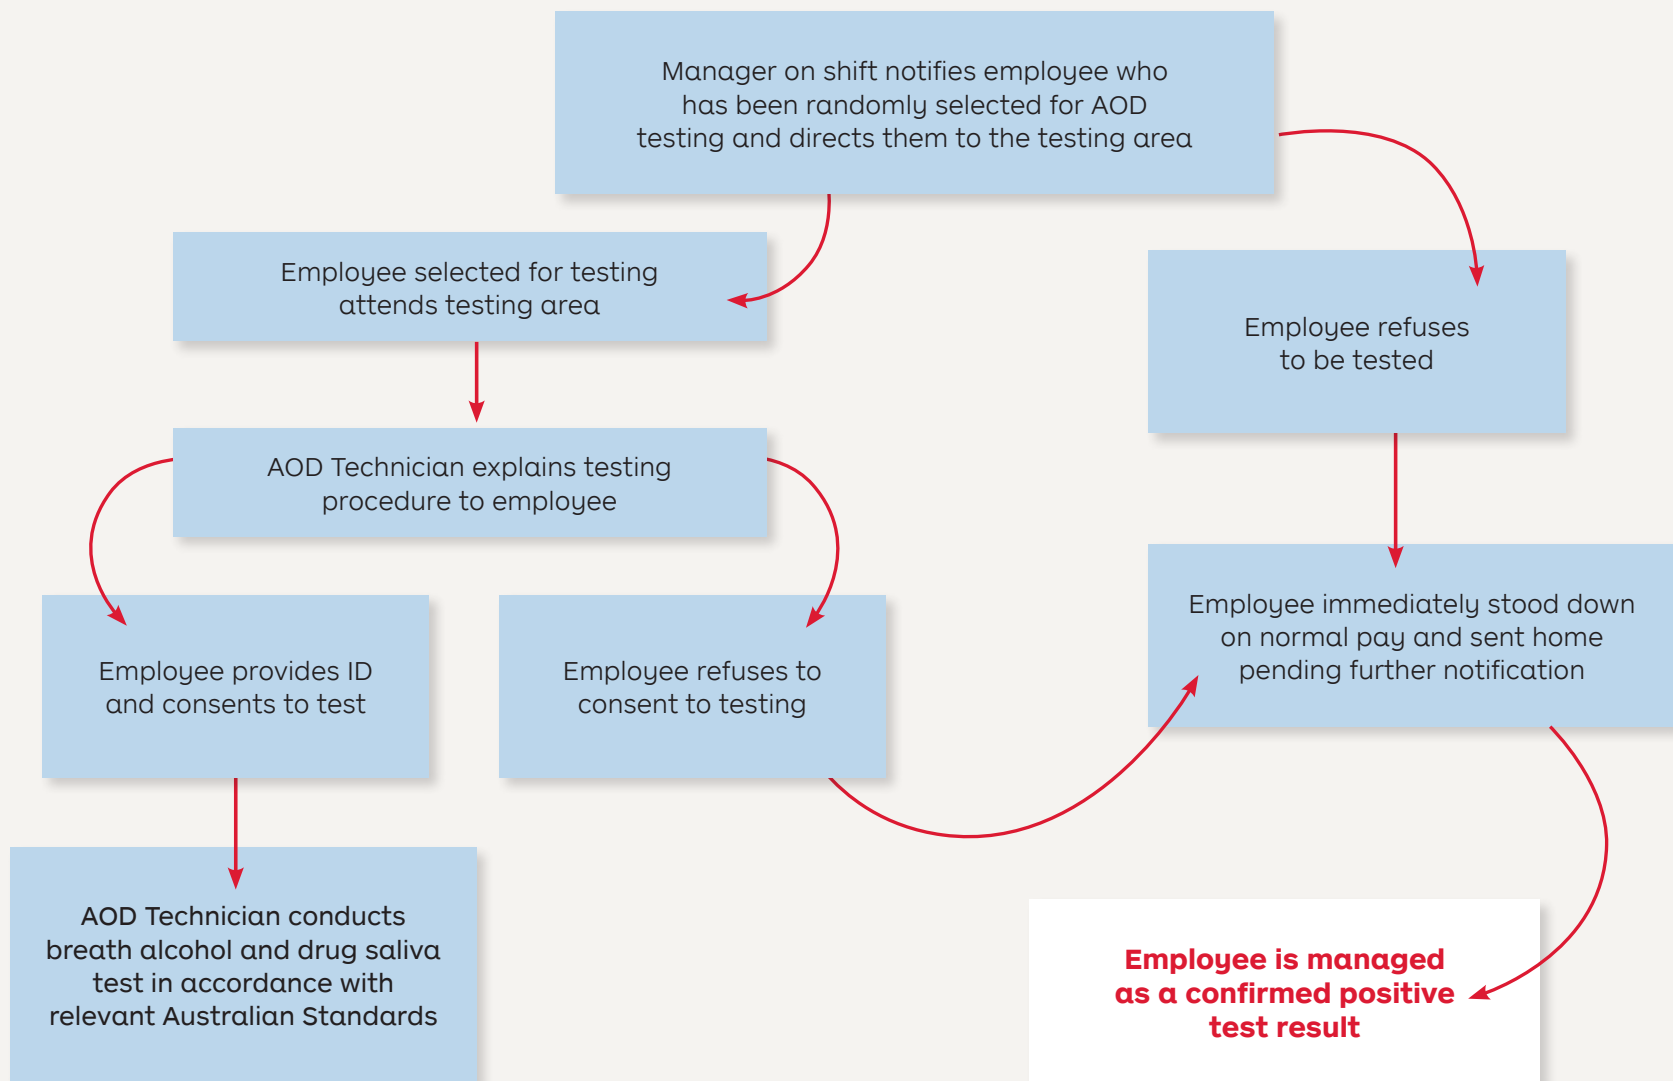 Manager on shift notifies employee who
has been randomly selected for AOD
testing and directs them to the testing area
Employee selected for testing
attends testing area
Employee refuses
to be tested
AOD Technician explains testing
procedure to employee
Employee immediately stood down
on normal pay and sent home
pending further notification
Employee provides ID
and consents to test
Employee refuses to
consent to testing
AOD Technician conducts
breath alcohol and drug saliva
test in accordance with
relevant Australian Standards
Employee is managed
as a confirmed positive
test result